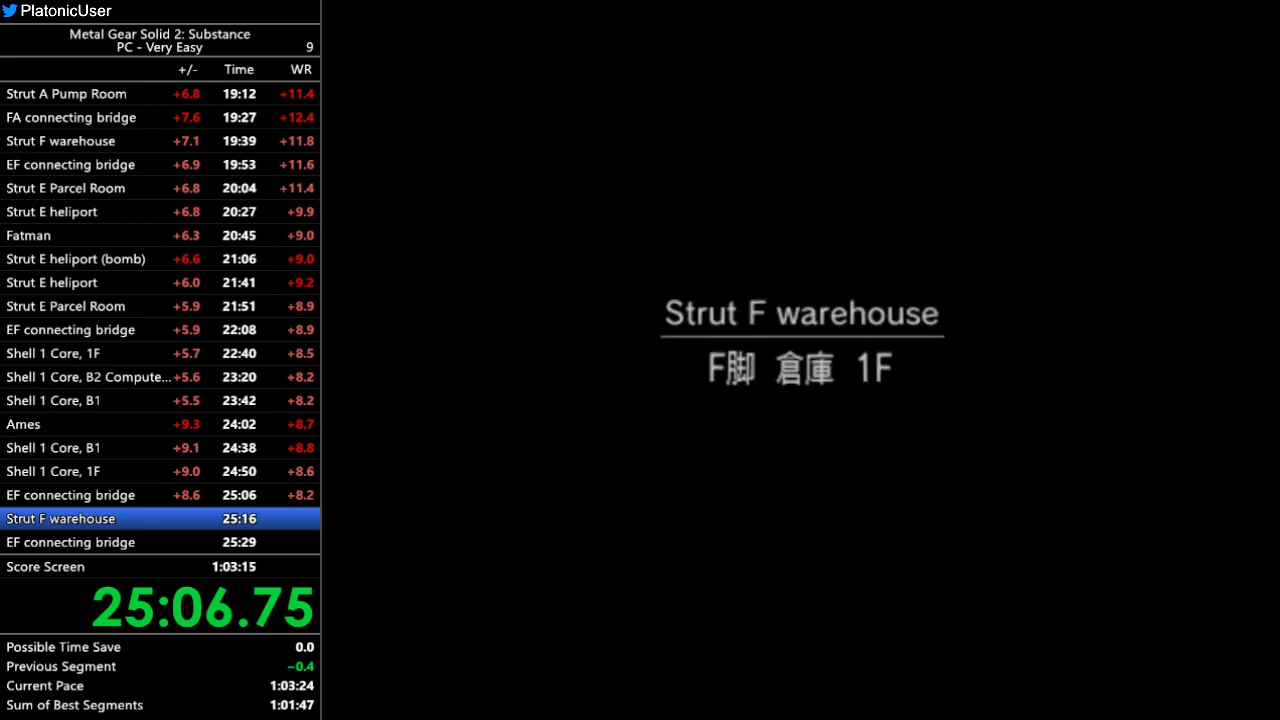 PlatonicUser
Metal Gear Solid 2: Substance
PC - Very Easy 9
+/- Time WR
Strut A Pump Room +6.8 19:12 +11.4
FA connecting bridge +7.6 19:27 +12.4
Strut F warehouse +7.1 19:39 +11.8
EF connecting bridge +6.9 19:53 +11.6
Strut E Parcel Room +6.8 20:04 +11.4
Strut E heliport +6.8 20:27 +9.9
Fatman +6.3 20:45 +9.0
Strut E heliport (bomb) +6.6 21:06 +9.0
Strut E heliport +6.0 21:41 +9.2
Strut E Parcel Room +5.9 21:51 +8.9
EF connecting bridge +5.9 22:08 +8.9
Shell 1 Core, 1F +5.7 22:40 +8.5
Shell 1 Core, B2 Compute... +5.6 23:20 +8.2
Shell 1 Core, B1 +5.5 23:42 +8.2
Ames +9.3 24:02 +8.7
Shell 1 Core, B1 +9.1 24:38 +8.8
Shell 1 Core, 1F +9.0 24:50 +8.6
EF connecting bridge +8.6 25:06 +8.2
Strut F warehouse 25:16
EF connecting bridge 25:29
Score Screen 1:03:15
25:06.75
Possible Time Save 0.0
Previous Segment −0.4
Current Pace 1:03:24
Sum of Best Segments 1:01:47
Strut F warehouse
F脚 倉庫 1F